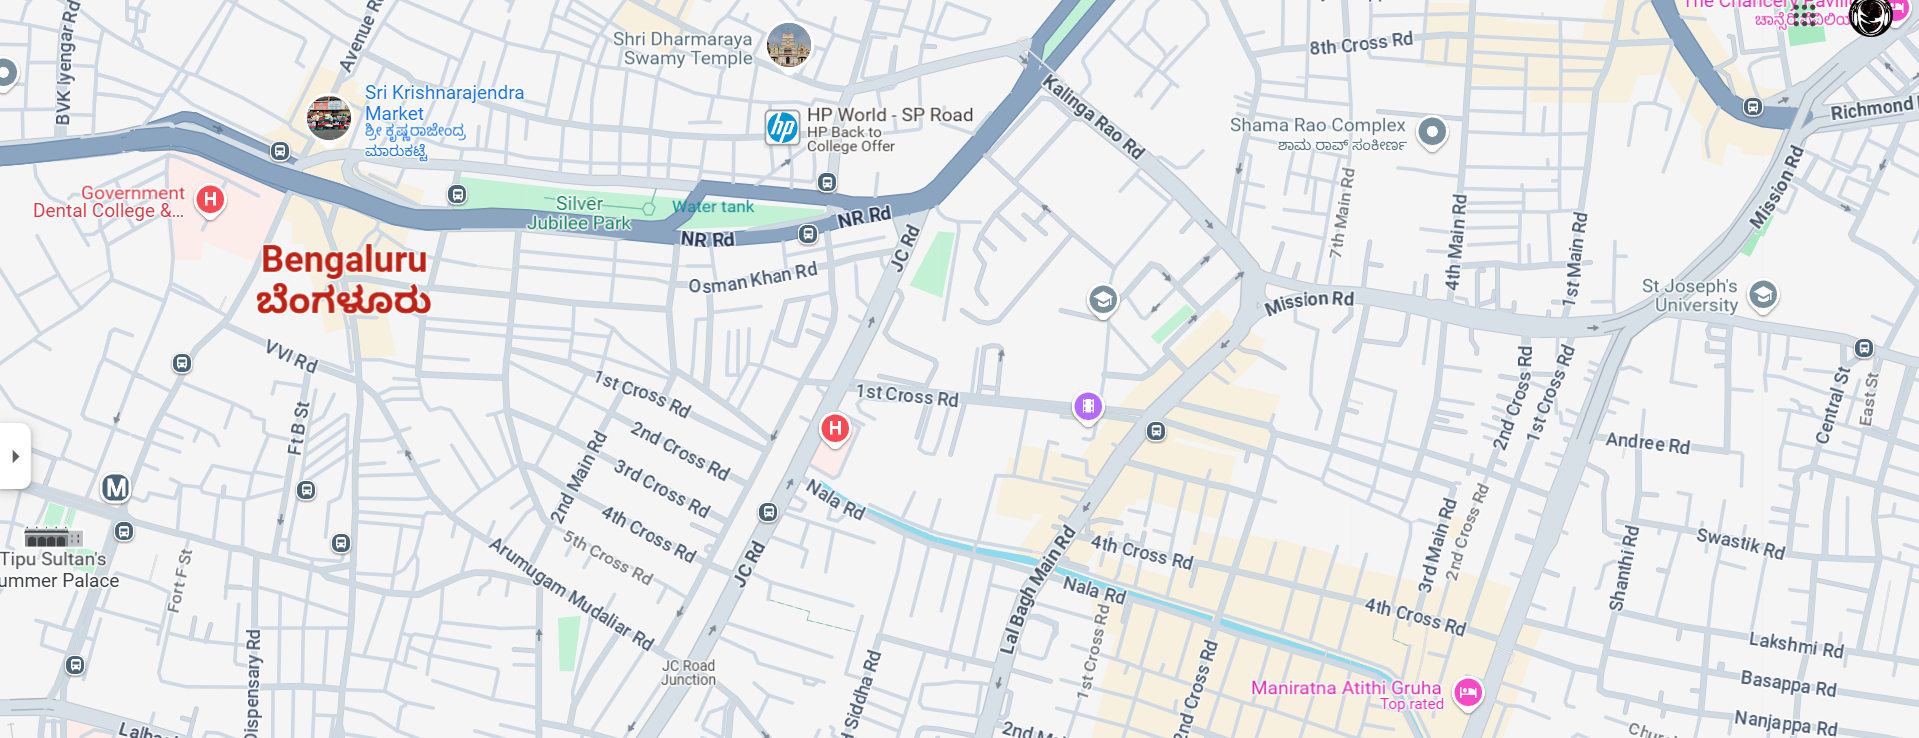 BVK Iyengar Rd
Avenue Rd
Shri Dharmaraya
Swamy Temple
8th Cross Rd
Sri Krishnarajendra
Market
ಶ್ರೀ ಕೃಷ್ಣರಾಜೇಂದ್ರ
ಮಾರುಕಟ್ಟೆ
HP World - SP Road
HP Back to
College Offer
hp
Kalinga Rao Rd
Shama Rao Complex
ಶಾಮ ರಾವ್ ಸಂಕೀರ್ಣ
Richmond
Mission Rd
Government
Dental College &...
H
Silver
Jubilee Park
Water tank
NR Rd
NR Rd
JC Rd
7th Main Rd
4th Main Rd
1st Main Rd
Bengaluru
ಬೆಂಗಳೂರು
Osman Khan Rd
Mission Rd
St Joseph's
University
VVI Rd
1st Cross Rd
1st Cross Rd
2nd Cross Rd
1st Cross Rd
Central St
East St
Ft B St
2nd Cross Rd
H
Andree Rd
2nd Main Rd
3rd Cross Rd
Nala Rd
M
4th Cross Rd
5th Cross Rd
JC Rd
Lal Bagh Main Rd
4th Cross Rd
3rd Main Rd
2nd Cross Rd
Shanthi Rd
Swastik Rd
Tipu Sultan's
ummer Palace
Fort F St
Arumugam Mudaliar Rd
Nala Rd
4th Cross Rd
1st Cross Rd
Lakshmi Rd
Dispensary Rd
JC Road
Junction
Siddha Rd
2nd Cross Rd
Maniratna Atithi Gruha
Top rated
Basappa Rd
Nanjappa Rd
2nd Ma